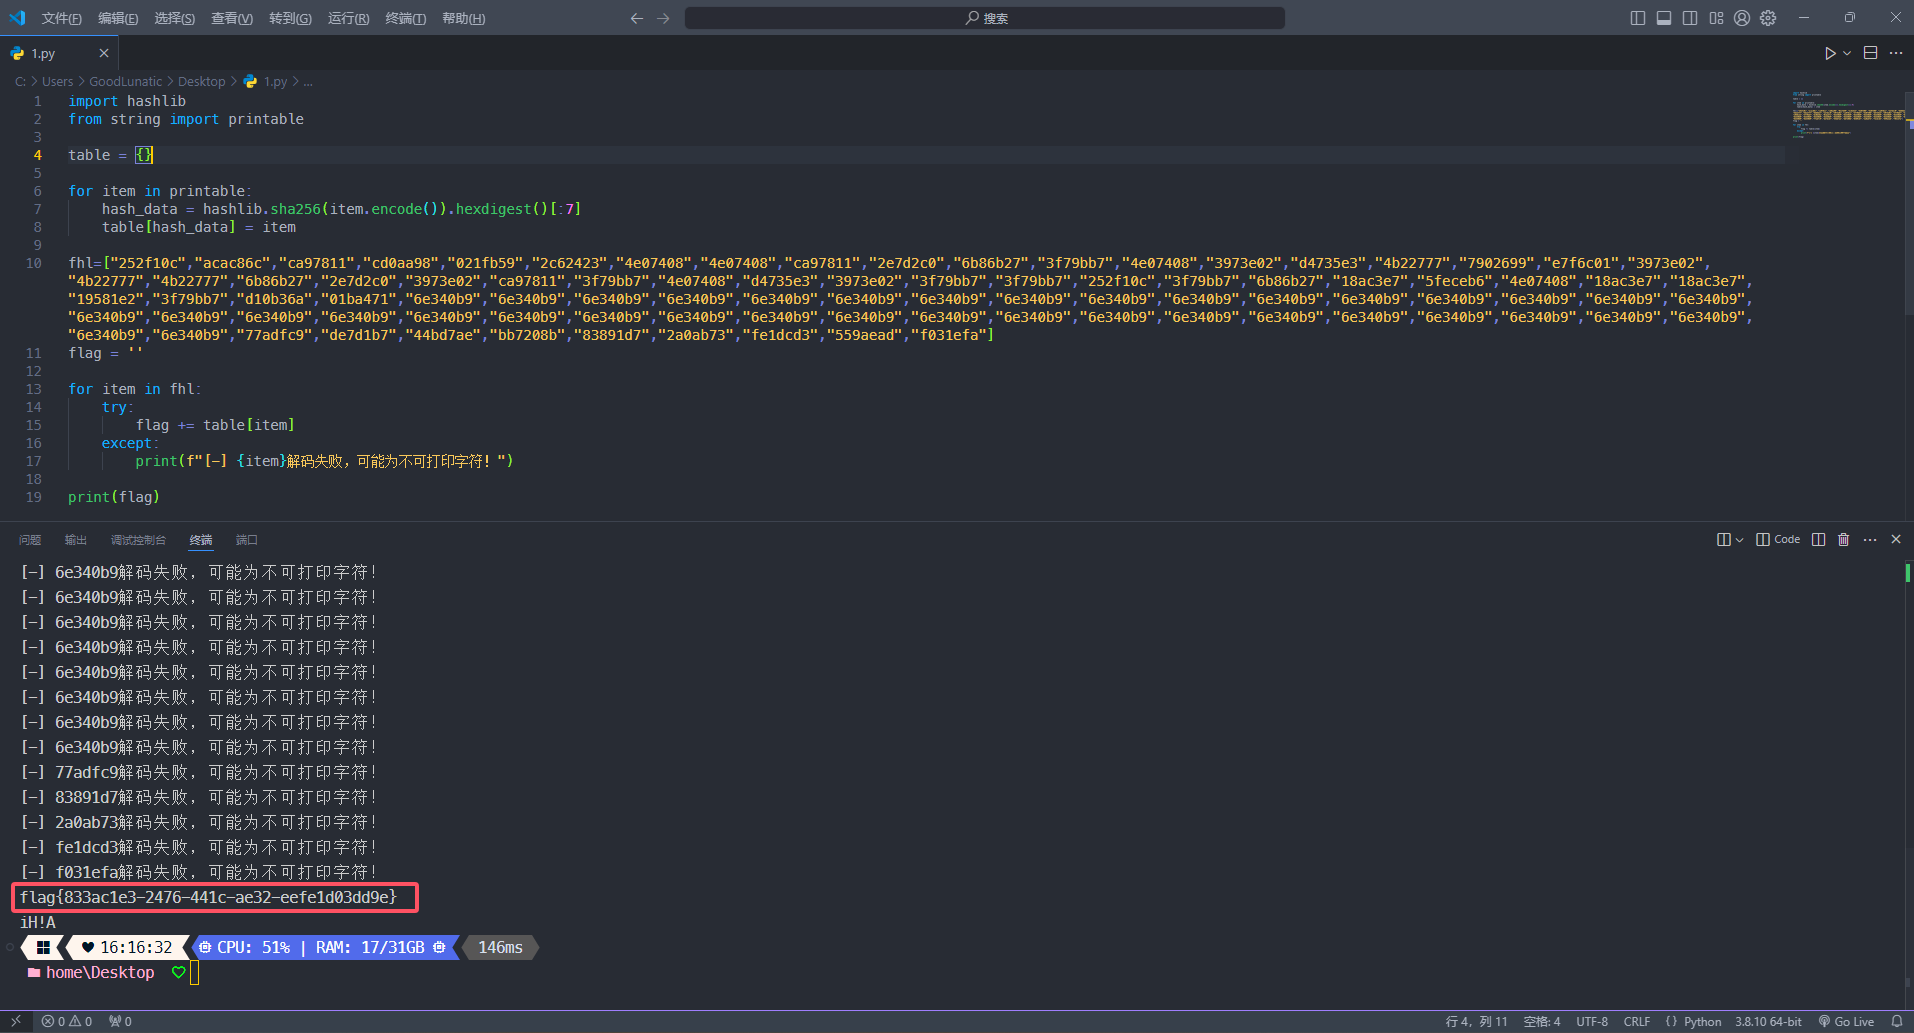 文件(F) 编辑(E) 选择(S) 查看(V) 转到(G) 运行(R) 终端(T) 帮助(H) 搜索
1.py
C: > Users > GoodLunatic > Desktop > 1.py > ...
1 import hashlib
2 from string import printable
3
4 table = {}
5
6 for item in printable:
7 hash_data = hashlib.sha256(item.encode()).hexdigest()[:7]
8 table[hash_data] = item
9
10 fhl=["252f10c","acac86c","ca97811","cd0aa98","021fb59","2c62423","4e07408","4e07408","ca97811","2e7d2c0","6b86b27","3f79bb7","4e07408","3973e02","d4735e3","4b22777","7902699","e7f6c01","3973e02",
"4b22777","4b22777","6b86b27","2e7d2c0","3973e02","ca97811","3f79bb7","4e07408","d4735e3","3973e02","3f79bb7","3f79bb7","252f10c","3f79bb7","6b86b27","18ac3e7","5feceb6","4e07408","18ac3e7","18ac3e7",
"19581e2","3f79bb7","d10b36a","01ba471","6e340b9","6e340b9","6e340b9","6e340b9","6e340b9","6e340b9","6e340b9","6e340b9","6e340b9","6e340b9","6e340b9","6e340b9","6e340b9","6e340b9","6e340b9","6e340b9",
"6e340b9","6e340b9","6e340b9","6e340b9","6e340b9","6e340b9","6e340b9","6e340b9","6e340b9","6e340b9","6e340b9","6e340b9","6e340b9","6e340b9","6e340b9","6e340b9","6e340b9","6e340b9","6e340b9","6e340b9",
"6e340b9","6e340b9","77adfc9","de7d1b7","44bd7ae","bb7208b","83891d7","2a0ab73","fe1dcd3","559aead","f031efa"]
11 flag = ''
12
13 for item in fhl:
14 try:
15 flag += table[item]
16 except:
17 print(f"[-] {item}解码失败，可能为不可打印字符！")
18
19 print(flag)
问题 输出 调试控制台 终端 端口 Code
[-] 6e340b9解码失败，可能为不可打印字符！
[-] 6e340b9解码失败，可能为不可打印字符！
[-] 6e340b9解码失败，可能为不可打印字符！
[-] 6e340b9解码失败，可能为不可打印字符！
[-] 6e340b9解码失败，可能为不可打印字符！
[-] 6e340b9解码失败，可能为不可打印字符！
[-] 6e340b9解码失败，可能为不可打印字符！
[-] 6e340b9解码失败，可能为不可打印字符！
[-] 77adfc9解码失败，可能为不可打印字符！
[-] 83891d7解码失败，可能为不可打印字符！
[-] 2a0ab73解码失败，可能为不可打印字符！
[-] fe1dcd3解码失败，可能为不可打印字符！
[-] f031efa解码失败，可能为不可打印字符！
flag{833ac1e3-2476-441c-ae32-eefe1d03dd9e}
iH!A
16:16:32 CPU: 51% | RAM: 17/31GB 146ms
home\Desktop
0 0 0 行 4，列 11 空格: 4 UTF-8 CRLF { } Python 3.8.10 64-bit Go Live